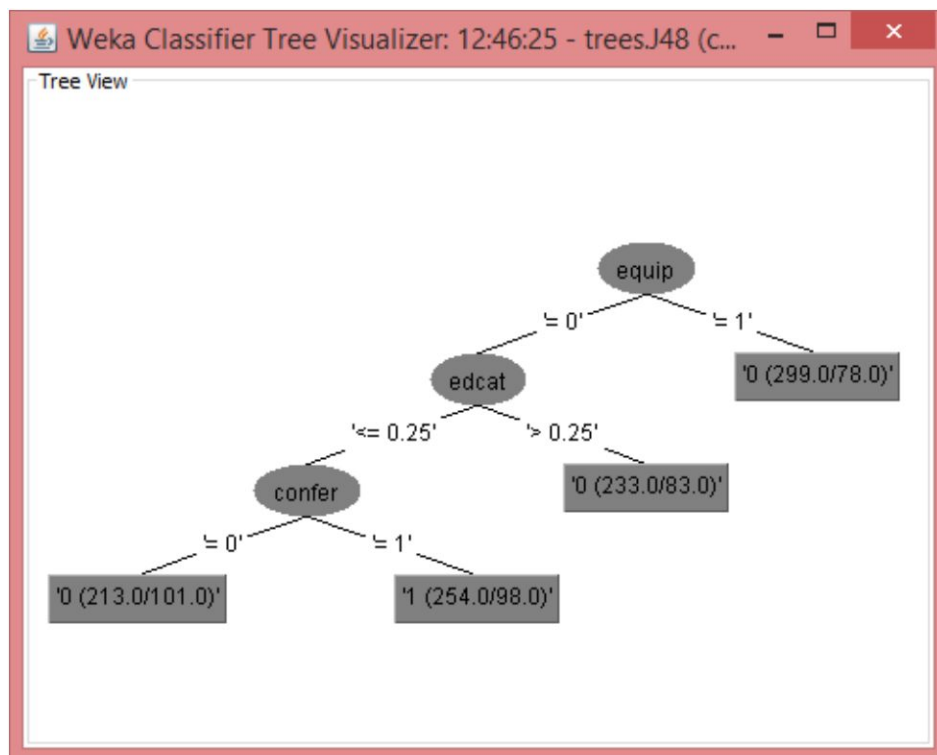 Weka Classifier Tree Visualizer: 12:46:25 - trees.J48 (c...
Tree View
equip
'= 0'
'= 1'
edcat
'0 (299.0/78.0)'
'<= 0.25'
'> 0.25'
confer
'0 (233.0/83.0)'
'= 0'
'= 1'
'0 (213.0/101.0)'
'1 (254.0/98.0)'